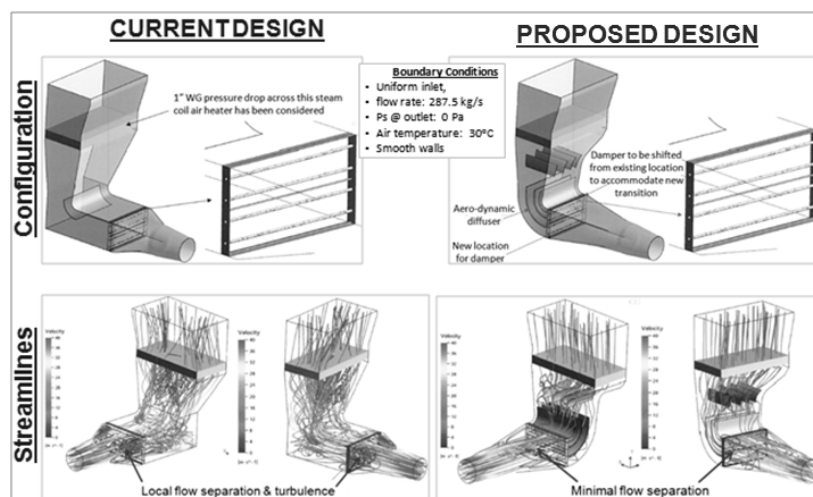 CURRENT DESIGN
PROPOSED DESIGN
Configuration
1” WG pressure drop across this steam
coil air heater has been considered
Boundary Conditions
• Uniform inlet,
• flow rate: 287.5 kg/s
• Ps @ outlet: 0 Pa
• Air temperature: 30°C
• Smooth walls
Damper to be shifted
from existing location
to accommodate new
transition
Aero-dynamic
diffuser
New location
for damper
Streamlines
Velocity
Velocity
Velocity
Velocity
Local flow separation & turbulence
Minimal flow separation